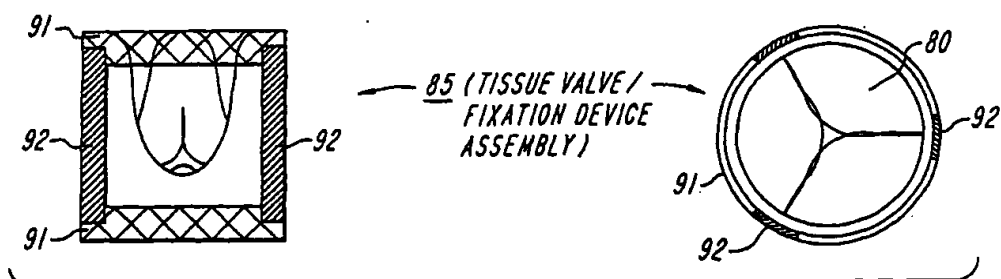 91
92
91
92
85 (TISSUE VALVE/
FIXATION DEVICE
ASSEMBLY)
80
92
91
92